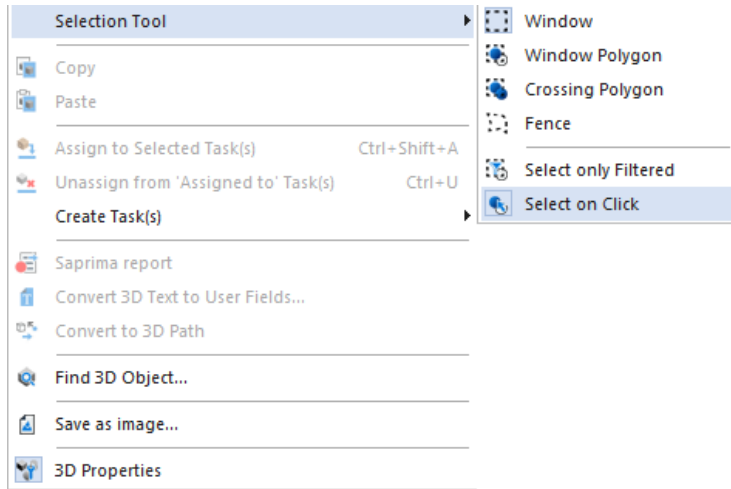 Selection Tool
Copy
Paste
Assign to Selected Task(s) Ctrl+Shift+A
Unassign from 'Assigned to' Task(s) Ctrl+U
Create Task(s)
Saprima report
Convert 3D Text to User Fields...
Convert to 3D Path
Find 3D Object...
Save as image...
3D Properties
Window
Window Polygon
Crossing Polygon
Fence
Select only Filtered
Select on Click